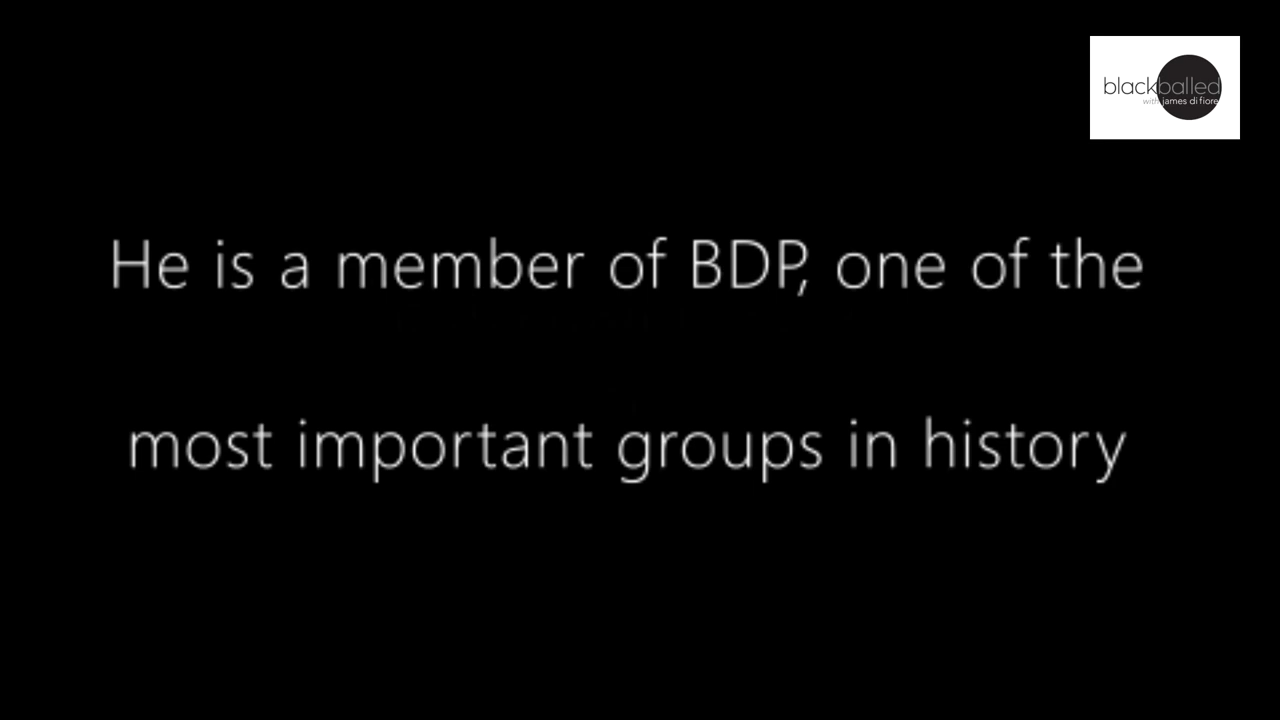 blackballed
with james di fiore
He is a member of BDP, one of the
most important groups in history